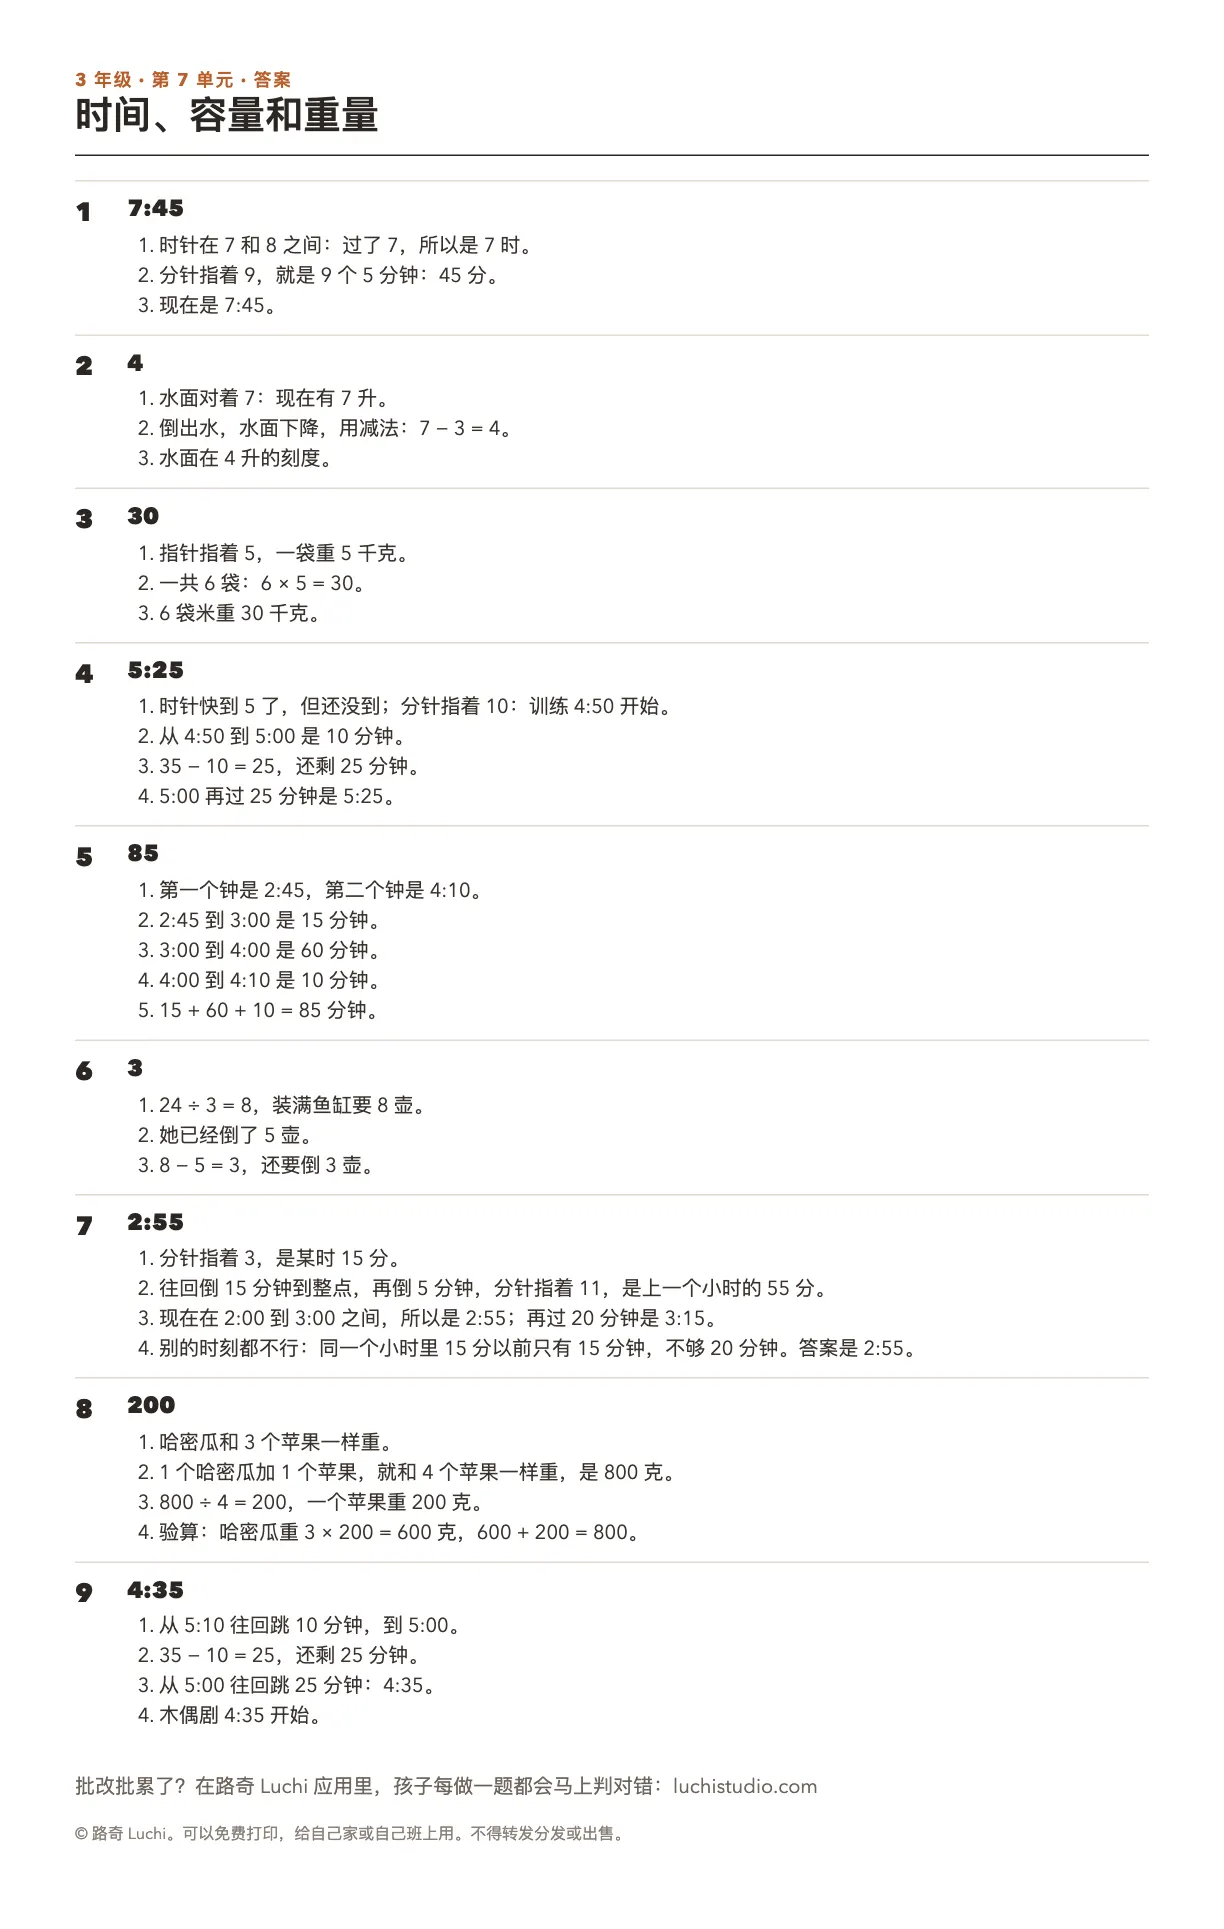 3 年级 · 第 7 单元 · 答案
时间、容量和重量
1 7:45
1. 时针在 7 和 8 之间：过了 7，所以是 7 时。
2. 分针指着 9，就是 9 个 5 分钟：45 分。
3. 现在是 7:45。
2 4
1. 水面对着 7：现在有 7 升。
2. 倒出水，水面下降，用减法：7 − 3 = 4。
3. 水面在 4 升的刻度。
3 30
1. 指针指着 5，一袋重 5 千克。
2. 一共 6 袋：6 × 5 = 30。
3. 6 袋米重 30 千克。
4 5:25
1. 时针快到 5 了，但还没到；分针指着 10：训练 4:50 开始。
2. 从 4:50 到 5:00 是 10 分钟。
3. 35 − 10 = 25，还剩 25 分钟。
4. 5:00 再过 25 分钟是 5:25。
5 85
1. 第一个钟是 2:45，第二个钟是 4:10。
2. 2:45 到 3:00 是 15 分钟。
3. 3:00 到 4:00 是 60 分钟。
4. 4:00 到 4:10 是 10 分钟。
5. 15 + 60 + 10 = 85 分钟。
6 3
1. 24 ÷ 3 = 8，装满鱼缸要 8 壶。
2. 她已经倒了 5 壶。
3. 8 − 5 = 3，还要倒 3 壶。
7 2:55
1. 分针指着 3，是某时 15 分。
2. 往回倒 15 分钟到整点，再倒 5 分钟，分针指着 11，是上一个小时的 55 分。
3. 现在在 2:00 到 3:00 之间，所以是 2:55；再过 20 分钟是 3:15。
4. 别的时刻都不行：同一个小时里 15 分以前只有 15 分钟，不够 20 分钟。答案是 2:55。
8 200
1. 哈密瓜和 3 个苹果一样重。
2. 1 个哈密瓜加 1 个苹果，就和 4 个苹果一样重，是 800 克。
3. 800 ÷ 4 = 200，一个苹果重 200 克。
4. 验算：哈密瓜重 3 × 200 = 600 克，600 + 200 = 800。
9 4:35
1. 从 5:10 往回跳 10 分钟，到 5:00。
2. 35 − 10 = 25，还剩 25 分钟。
3. 从 5:00 往回跳 25 分钟：4:35。
4. 木偶剧 4:35 开始。
批改批累了？在路奇 Luchi 应用里，孩子每做一题都会马上判对错：luchistudio.com
© 路奇 Luchi。可以免费打印，给自己家或自己班上用。不得转发分发或出售。